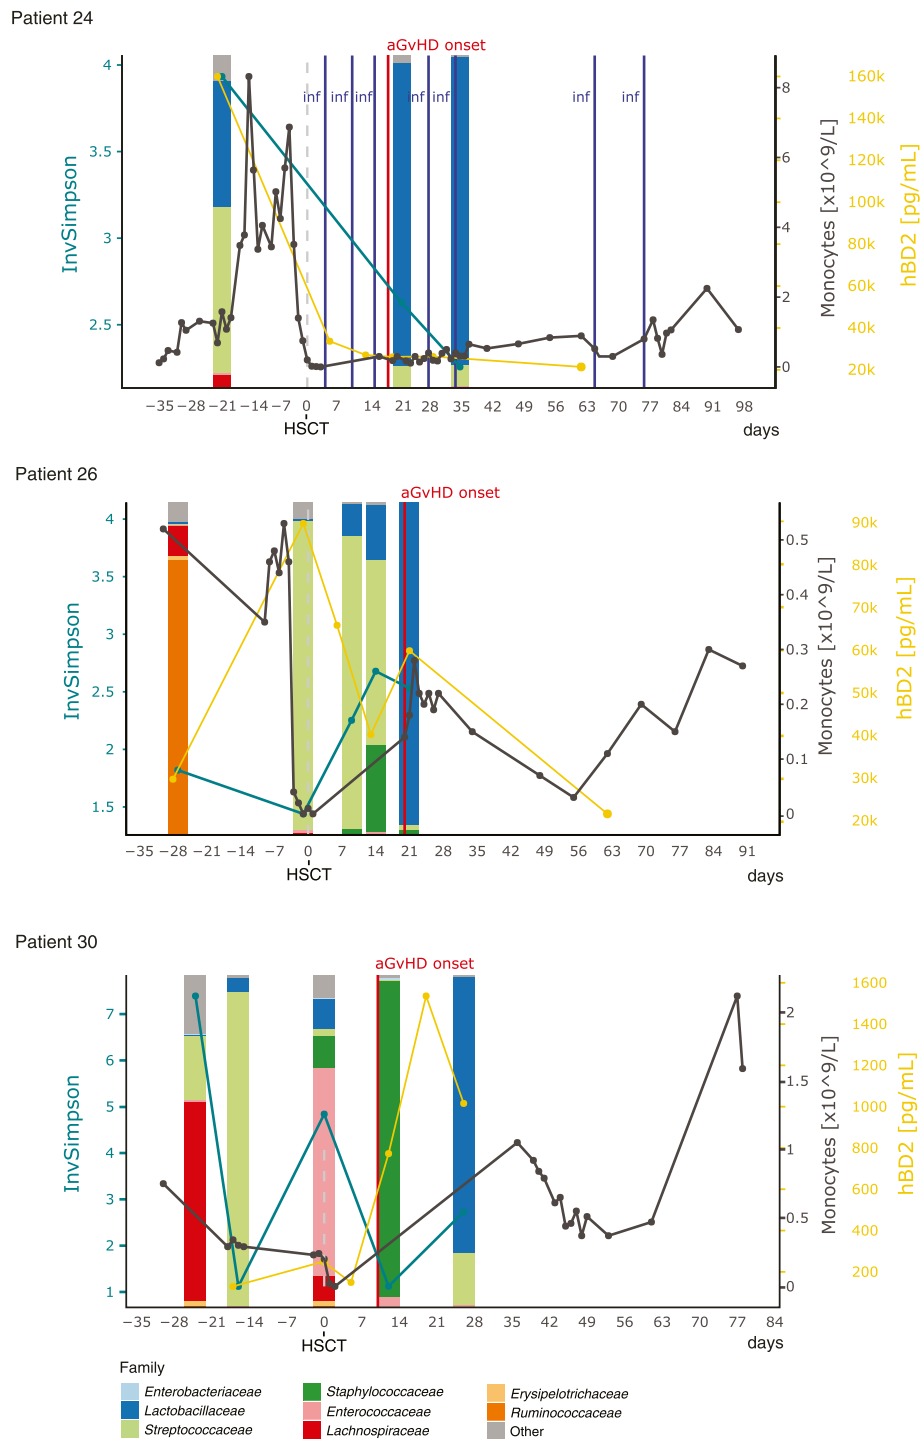 Patient 24
aGvHD onset
4
3.5
3
2.5
InvSimpson
inf inf inf inf inf inf inf
8
6
4
2
0
Monocytes [x10^9/L]
160k
140k
120k
100k
80k
60k
40k
20k
hBD2 [pg/mL]
−35 −28 −21 −14 −7 0 7 14 21 28 35 42 49 56 63 70 77 84 91 98
HSCT
days
Patient 26
aGvHD onset
4
3.5
3
2.5
2
1.5
InvSimpson
0.5
0.4
0.3
0.2
0.1
0
Monocytes [x10^9/L]
90k
80k
70k
60k
50k
40k
30k
20k
hBD2 [pg/mL]
−35 −28 −21 −14 −7 0 7 14 21 28 35 42 49 56 63 70 77 84 91
HSCT
days
Patient 30
aGvHD onset
7
6
5
4
3
2
1
InvSimpson
2
1.5
1
0.5
0
Monocytes [x10^9/L]
1600
1400
1200
1000
800
600
400
200
hBD2 [pg/mL]
−35 −28 −21 −14 −7 0 7 14 21 28 35 42 49 56 63 70 77 84
HSCT
days
Family
Enterobacteriaceae
Lactobacillaceae
Streptococcaceae
Staphylococcaceae
Enterococcaceae
Lachnospiraceae
Erysipelotrichaceae
Ruminococcaceae
Other